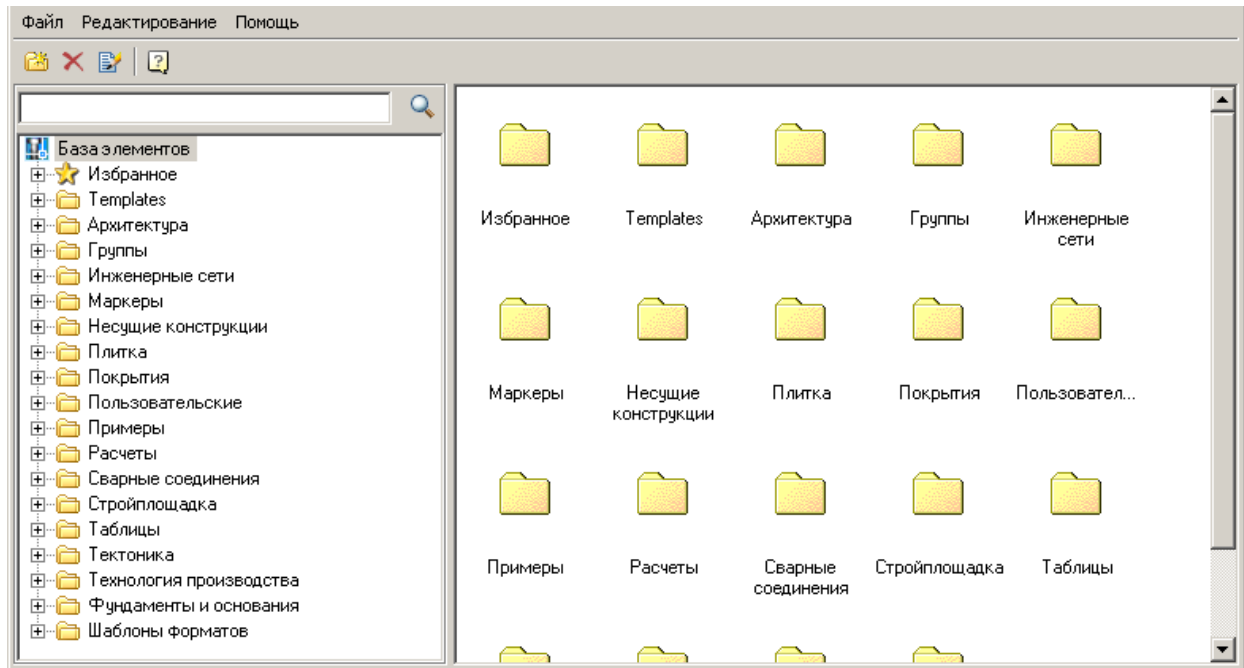 Файл Редактирование Помощь
База элементов
Избранное
Templates
Архитектура
Группы
Инженерные сети
Маркеры
Несущие конструкции
Плитка
Покрытия
Пользовательские
Примеры
Расчеты
Сварные соединения
Стройплощадка
Таблицы
Тектоника
Технология производства
Фундаменты и основания
Шаблоны форматов
Избранное Templates Архитектура Группы Инженерные
сети
Маркеры Несущие Плитка Покрытия Пользовател...
конструкции
Примеры Расчеты Сварные Стройплощадка Таблицы
соединения